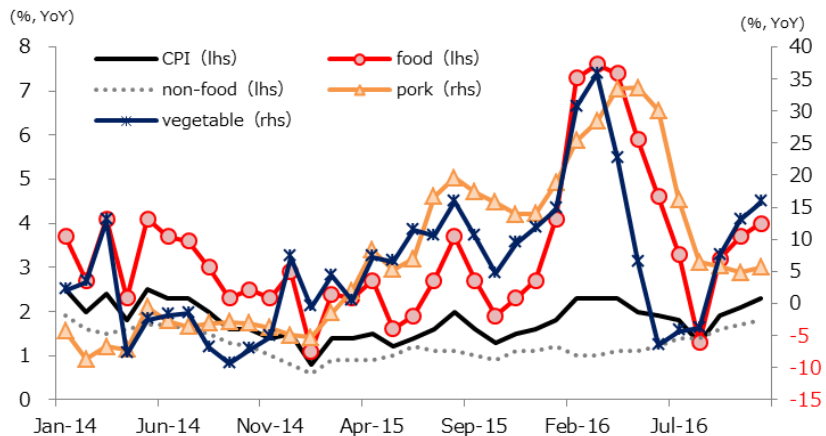 (%, YoY)
(%, YoY)
CPI (lhs)
food (lhs)
non-food (lhs)
pork (rhs)
vegetable (rhs)
8
7
6
5
4
3
2
1
0
40
35
30
25
20
15
10
5
0
-5
-10
-15
Jan-14
Jun-14
Nov-14
Apr-15
Sep-15
Feb-16
Jul-16